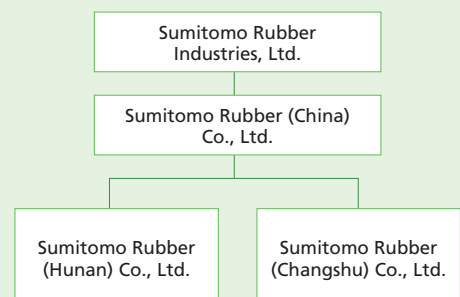 Sumitomo Rubber
Industries, Ltd.
Sumitomo Rubber (China)
Co., Ltd.
Sumitomo Rubber
(Hunan) Co., Ltd.
Sumitomo Rubber
(Changshu) Co., Ltd.